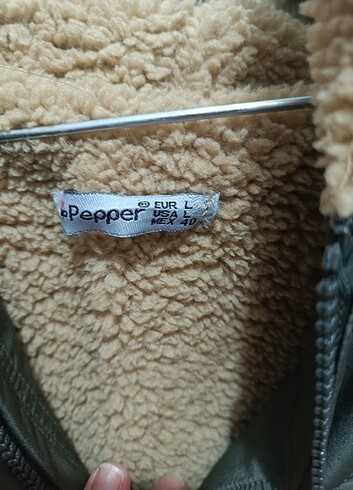 Pepper ®
EUR L
USA L
MEX 40